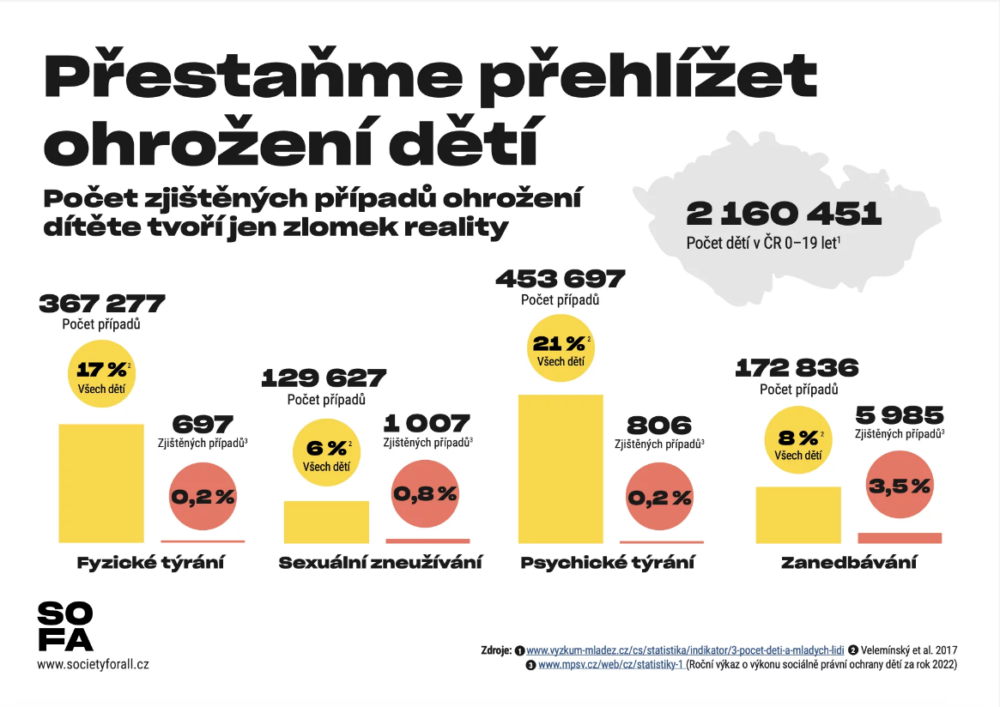 Přestaňme přehlížet
ohrožení dětí
Počet zjištěných případů ohrožení
dítěte tvoří jen zlomek reality
2 160 451
Počet dětí v ČR 0–19 let¹
367 277
Počet případů
17 %²
Všech dětí
697
Zjištěných případů³
0,2 %
Fyzické týrání
129 627
Počet případů
6 %²
Všech dětí
1 007
Zjištěných případů³
0,8 %
Sexuální zneužívání
453 697
Počet případů
21 %²
Všech dětí
806
Zjištěných případů³
0,2 %
Psychické týrání
172 836
Počet případů
8 %²
Všech dětí
5 985
Zjištěných případů³
3,5 %
Zanedbávání
SO
FA
www.societyforall.cz
Zdroje: ❶ www.vyzkum-mladez.cz/cs/statistika/indikator/3-pocet-deti-a-mladych-lidi ❷ Velemínský et al. 2017
❸ www.mpsv.cz/web/cz/statistiky-1 (Roční výkaz o výkonu sociálně právní ochrany dětí za rok 2022)